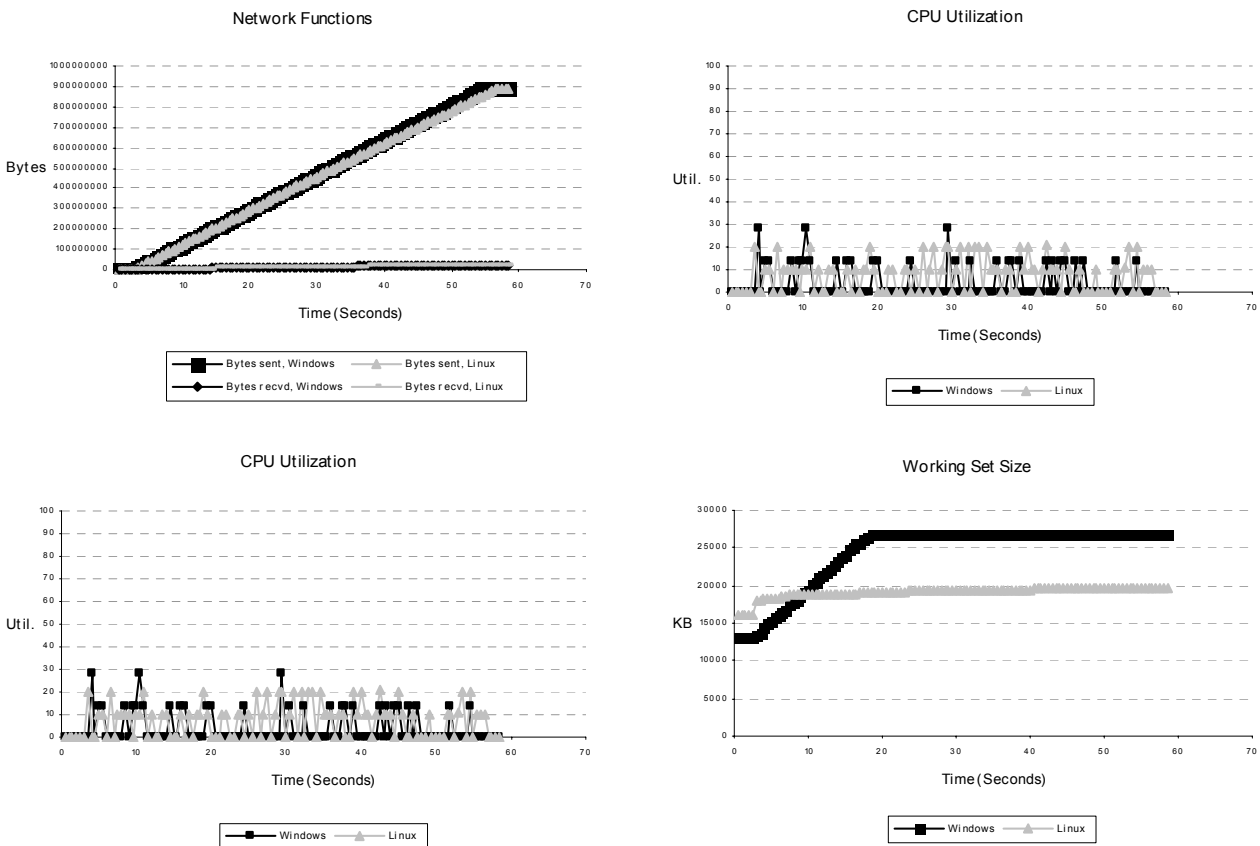 Network Functions
1000000000
900000000
800000000
700000000
600000000
500000000
400000000
300000000
200000000
100000000
0
Bytes
0 10 20 30 40 50 60 70
Time (Seconds)
Bytes sent, Windows Bytes sent, Linux
Bytes recvd, Windows Bytes recvd, Linux
CPU Utilization
100
90
80
70
60
50
40
30
20
10
0
Util.
0 10 20 30 40 50 60 70
Time (Seconds)
Windows Linux
CPU Utilization
100
90
80
70
60
50
40
30
20
10
0
Util.
0 10 20 30 40 50 60 70
Time (Seconds)
Windows Linux
Working Set Size
30000
25000
20000
15000
10000
5000
0
KB
0 10 20 30 40 50 60 70
Time (Seconds)
Windows Linux